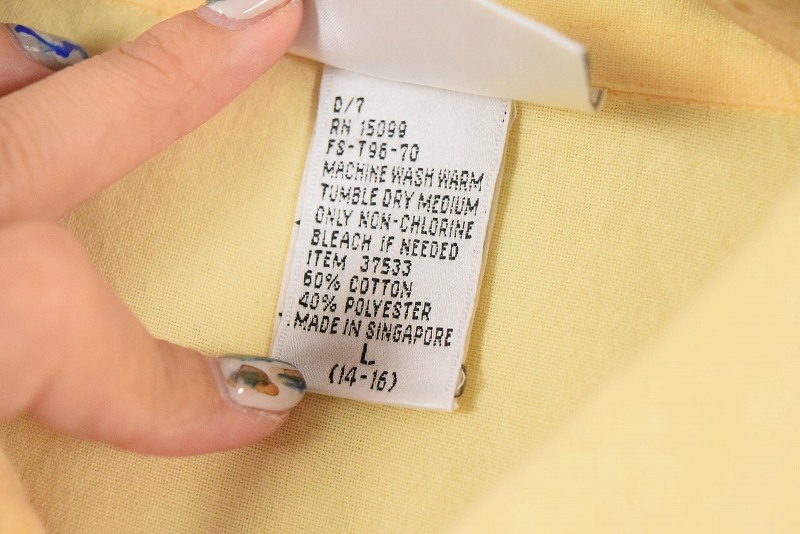 D/7
RN 15099
FS-T96-70
MACHINE WASH WARM
TUMBLE DRY MEDIUM
ONLY NON-CHLORINE
BLEACH IF NEEDED
ITEM 37533
60% COTTON
40% POLYESTER
MADE IN SINGAPORE
L
(14-16)